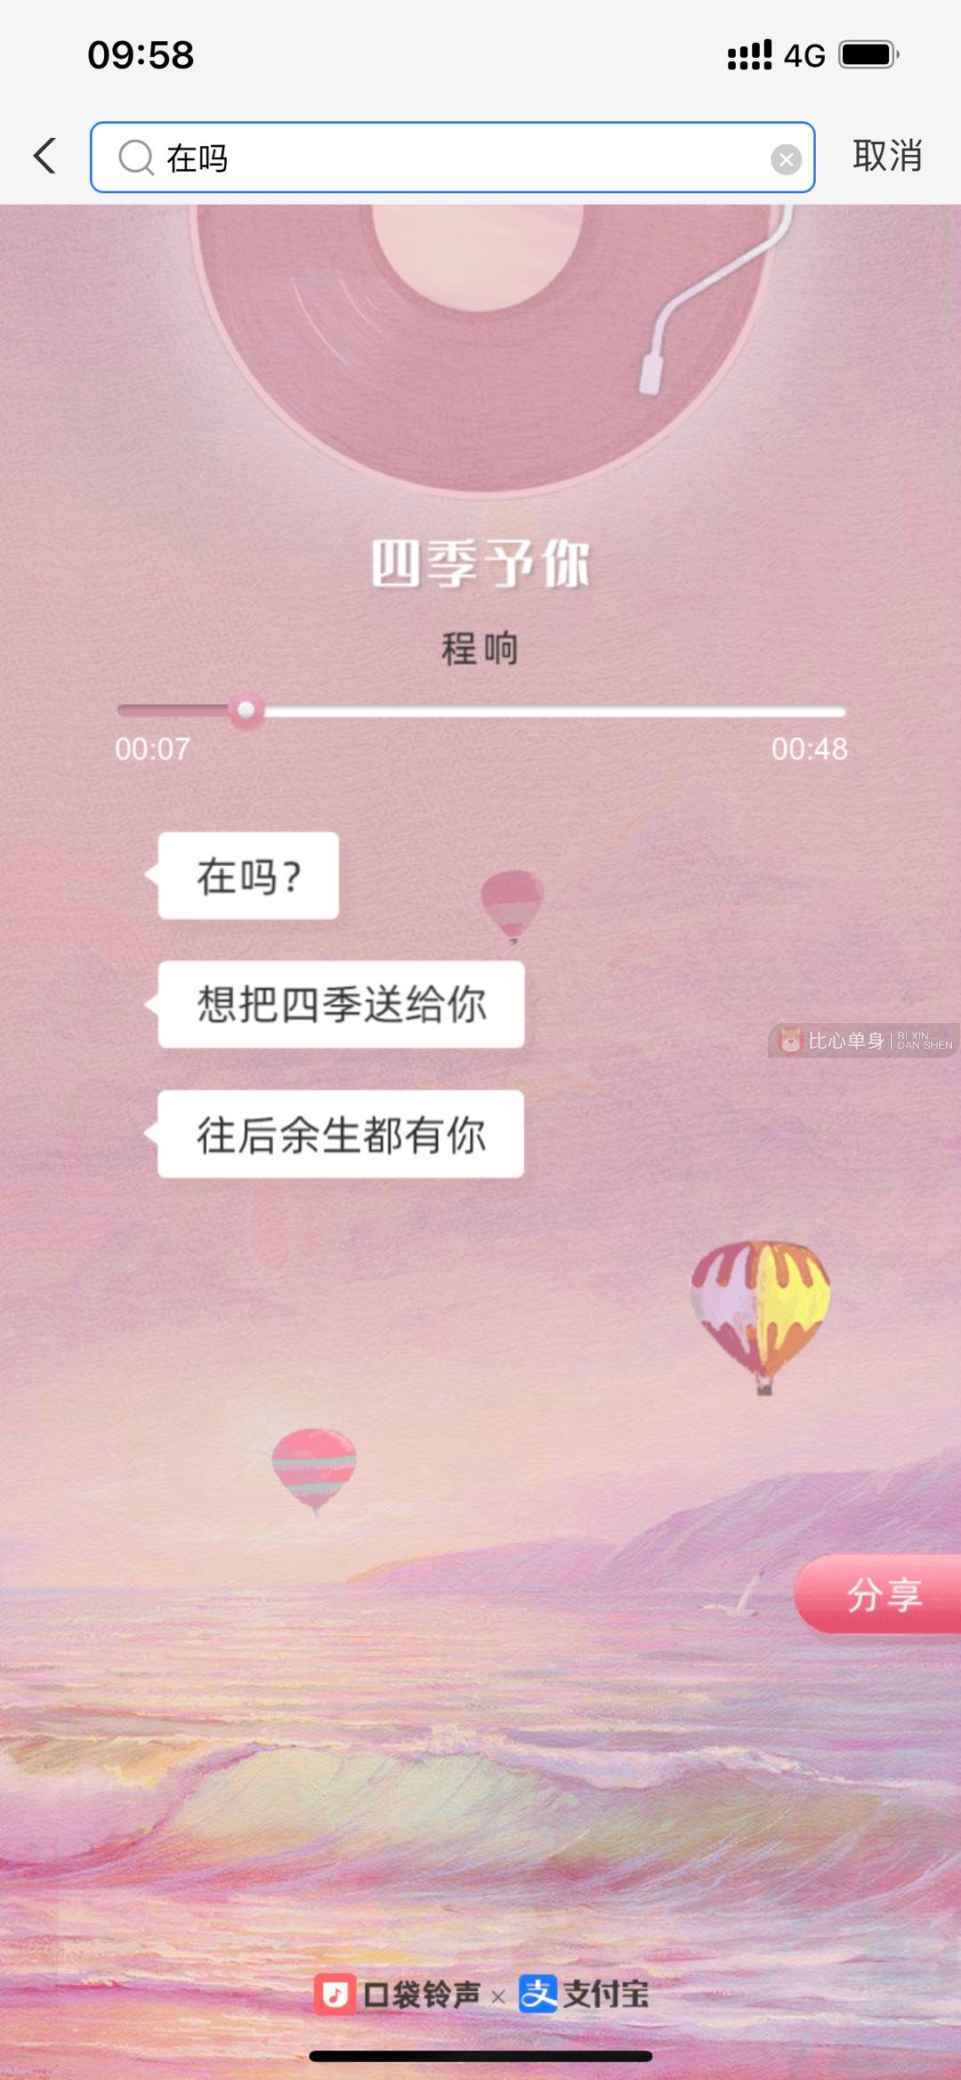 09:58
4G
在吗
取消
四季予你
程响
00:07
00:48
在吗?
想把四季送给你
比心单身
BI XIN
DAN SHEN
往后余生都有你
分享
口袋铃声 × 支 支付宝